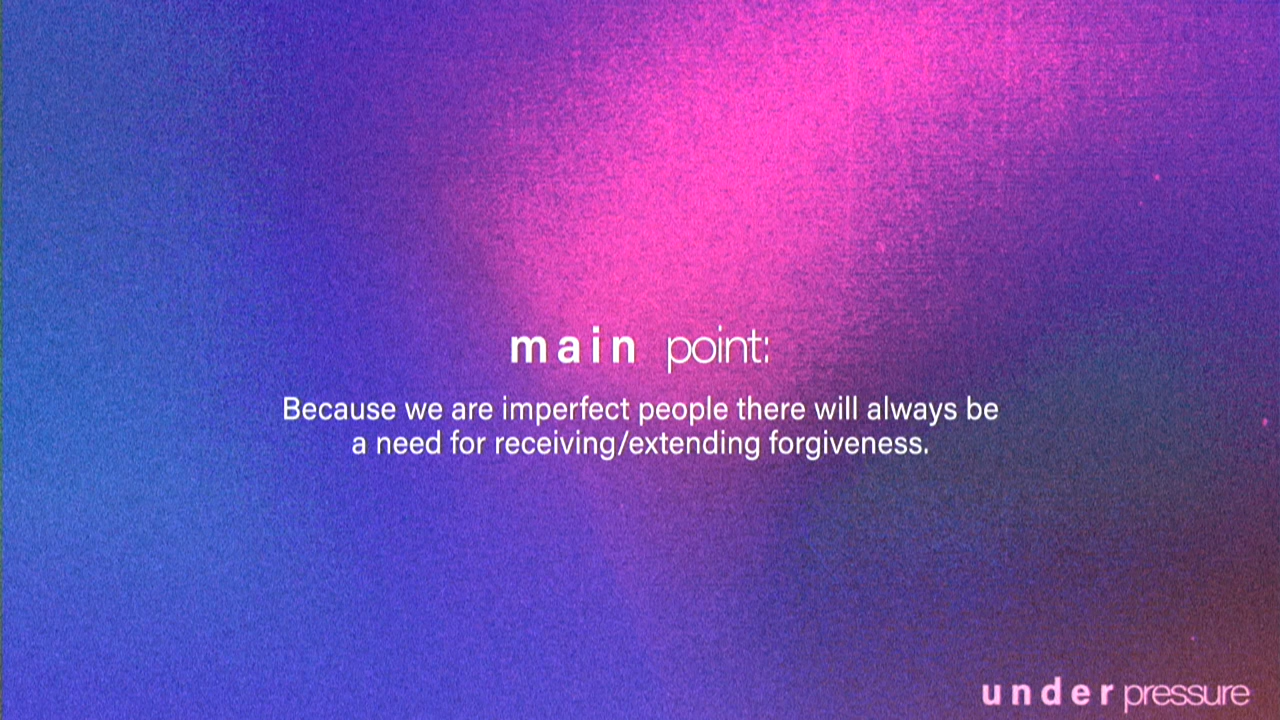 main point:
Because we are imperfect people there will always be
a need for receiving/extending forgiveness.
under pressure